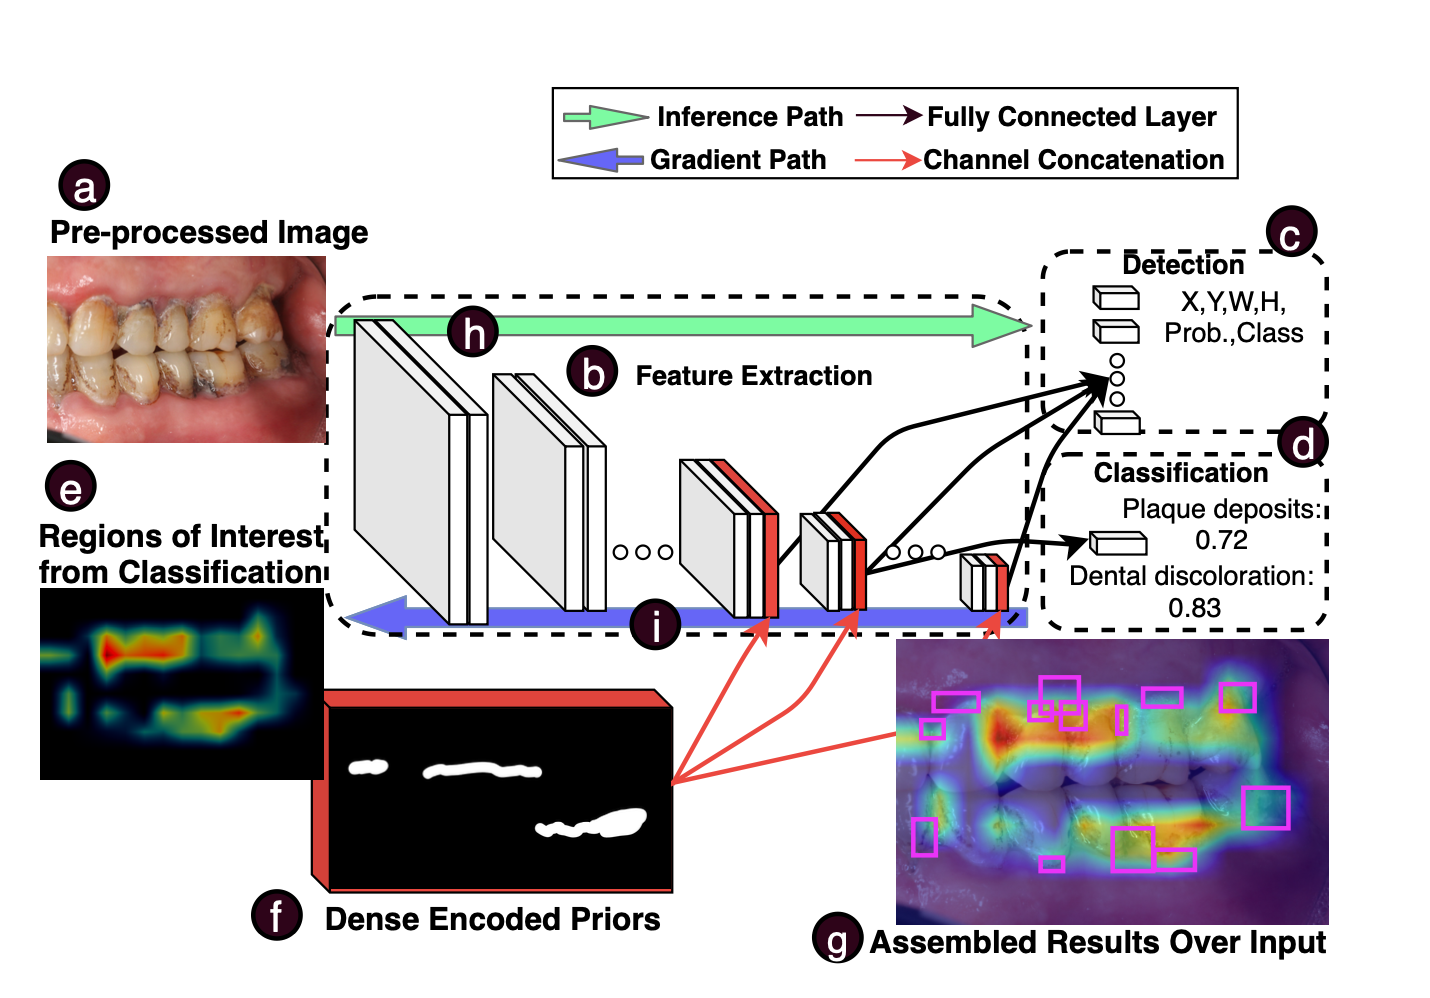 Inference Path
Fully Connected Layer
Gradient Path
Channel Concatenation
a
Pre-processed Image
c
Detection
X,Y,W,H,
Prob.,Class
h
b
Feature Extraction
d
Classification
Plaque deposits:
0.72
Dental discoloration:
0.83
e
Regions of Interest
from Classification
i
f
Dense Encoded Priors
g
Assembled Results Over Input